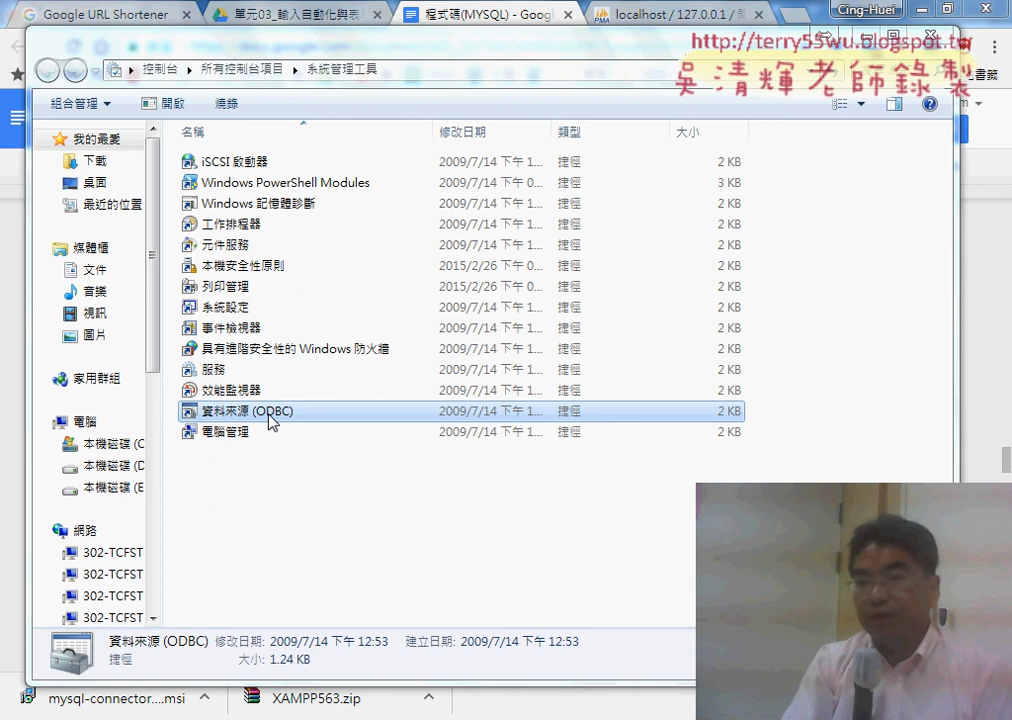 Google URL Shortener
單元03_輸入自動化與表
程式碼(MYSQL) - Goog
localhost / 127.0.0.1 /
Cing-Huei
http://terry55wu.blogspot.tw
吳清輝老師錄製
控制台 ▸ 所有控制台項目 ▸ 系統管理工具
書籤
組合管理 開啟 燒錄
我的最愛
下載
桌面
最近的位置
媒體櫃
文件
音樂
視訊
圖片
家用群組
電腦
本機磁碟 (C
本機磁碟 (D
本機磁碟 (E
網路
302-TCFST
302-TCFST
302-TCFST
302-TCFST
名稱 修改日期 類型 大小
iSCSI 啟動器 2009/7/14 下午 1... 捷徑 2 KB
Windows PowerShell Modules 2009/7/14 下午 0... 捷徑 3 KB
Windows 記憶體診斷 2009/7/14 下午 1... 捷徑 2 KB
工作排程器 2009/7/14 下午 1... 捷徑 2 KB
元件服務 2009/7/14 下午 1... 捷徑 2 KB
本機安全性原則 2015/2/26 下午 0... 捷徑 2 KB
列印管理 2015/2/26 下午 0... 捷徑 2 KB
系統設定 2009/7/14 下午 1... 捷徑 2 KB
事件檢視器 2009/7/14 下午 1... 捷徑 2 KB
具有進階安全性的 Windows 防火牆 2009/7/14 下午 1... 捷徑 2 KB
服務 2009/7/14 下午 1... 捷徑 2 KB
效能監視器 2009/7/14 下午 1... 捷徑 2 KB
資料來源 (ODBC) 2009/7/14 下午 1... 捷徑 2 KB
電腦管理 2009/7/14 下午 1... 捷徑 2 KB
資料來源 (ODBC) 修改日期: 2009/7/14 下午 12:53 建立日期: 2009/7/14 下午 12:53
捷徑 大小: 1.24 KB
mysql-connector....msi
XAMPP563.zip